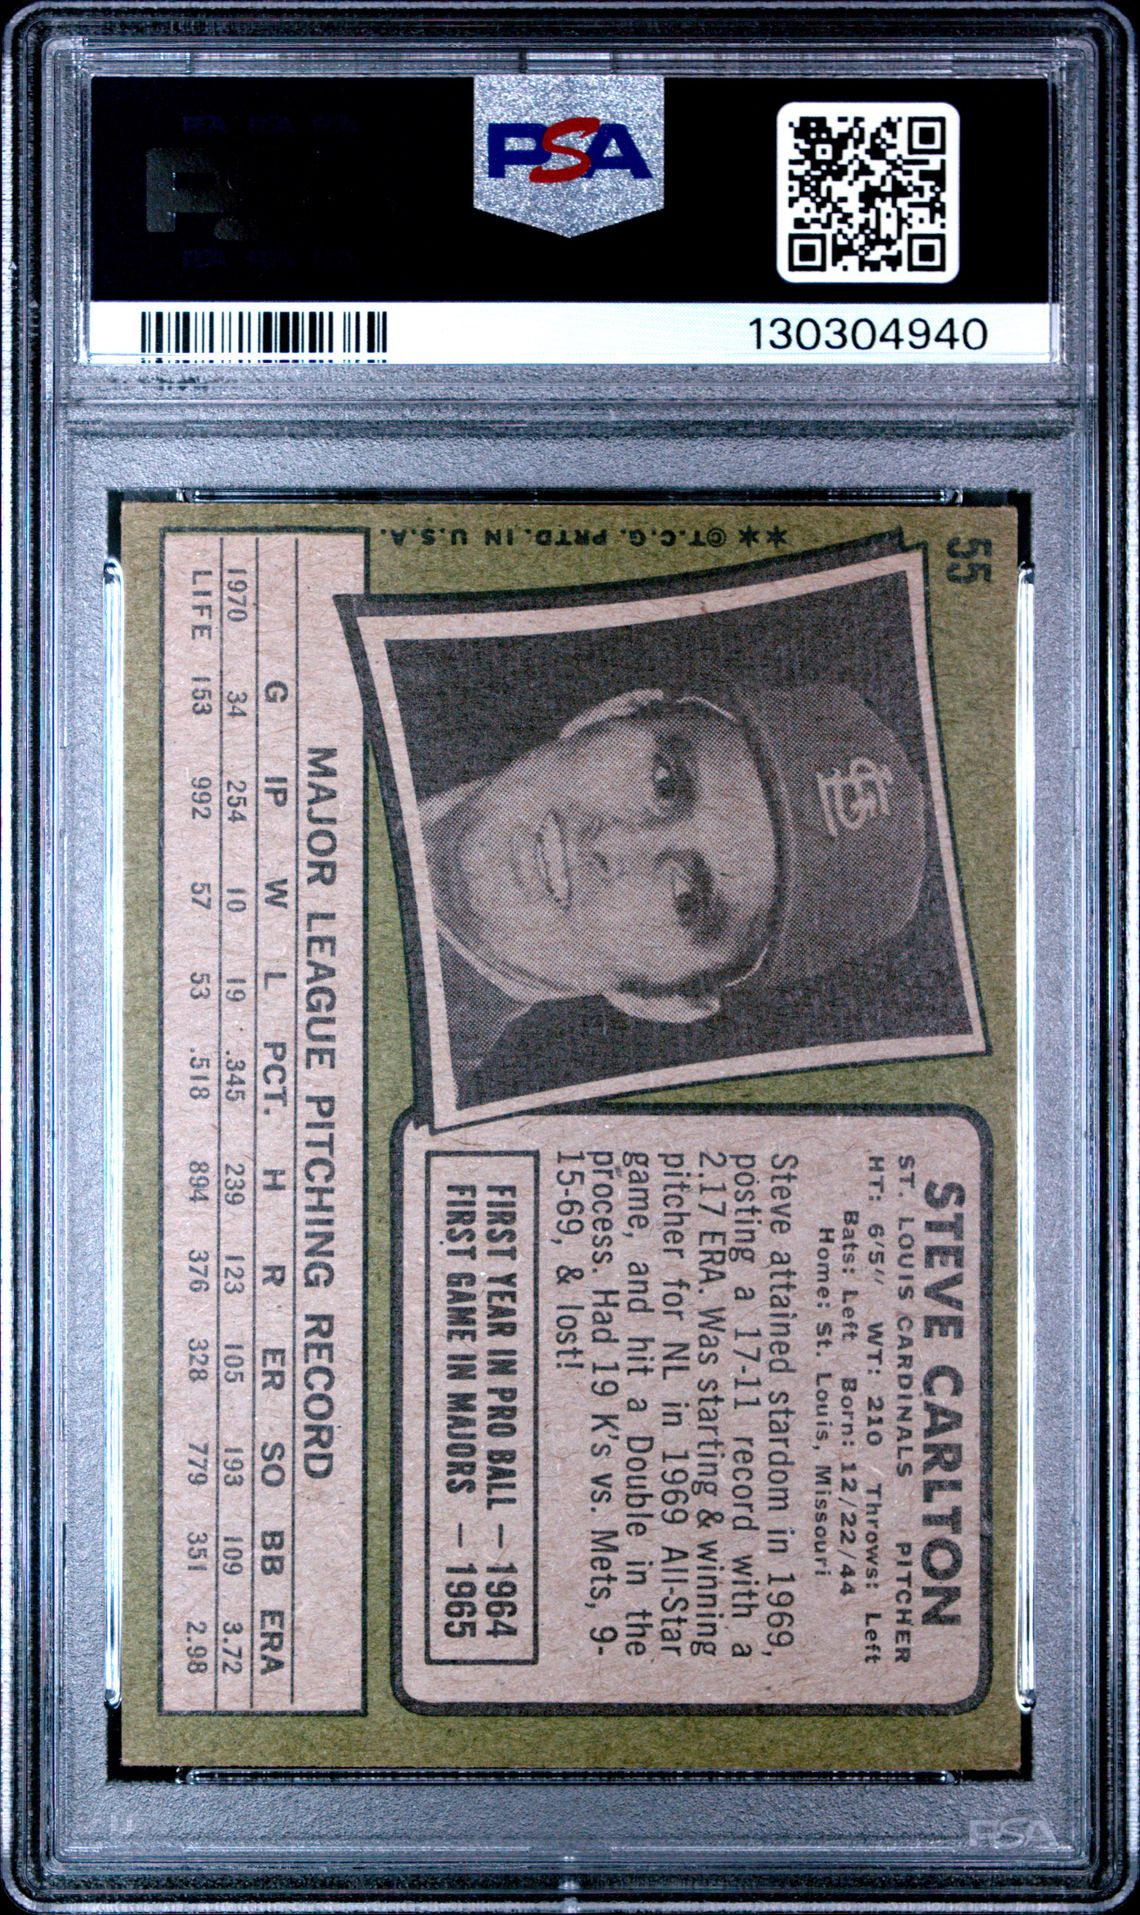 PSA
130304940
55
STEVE CARLTON
ST. LOUIS CARDINALS PITCHER
HT: 6'5" WT: 210 Throws: Left
Bats: Left Born: 12/22/44
Home: St. Louis, Missouri
Steve attained stardom in 1969,
posting a 17-11 record with a
2.17 ERA. Was starting & winning
pitcher for NL in 1969 All-Star
game, and hit a Double in the
process. Had 19 K's vs. Mets, 9-
15-69, & lost!
FIRST YEAR IN PRO BALL — 1964
FIRST GAME IN MAJORS — 1965
**©T.C.G. PRTD. IN U.S.A.
MAJOR LEAGUE PITCHING RECORD
G IP W L PCT. H R ER SO BB ERA
1970 34 254 10 19 .345 239 123 105 193 109 3.72
LIFE 153 992 57 53 .518 894 376 328 779 351 2.98
PSA